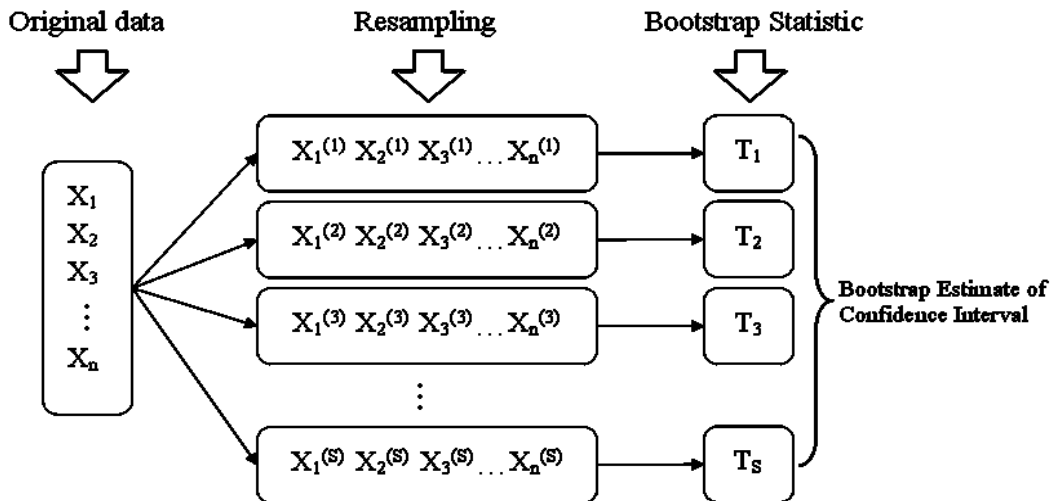 Original data
Resampling
Bootstrap Statistic
X₁
X₂
X₃
⋮
Xₙ
X₁⁽¹⁾ X₂⁽¹⁾ X₃⁽¹⁾ … Xₙ⁽¹⁾
T₁
X₁⁽²⁾ X₂⁽²⁾ X₃⁽²⁾ … Xₙ⁽²⁾
T₂
X₁⁽³⁾ X₂⁽³⁾ X₃⁽³⁾ … Xₙ⁽³⁾
T₃
⋮
X₁⁽ˢ⁾ X₂⁽ˢ⁾ X₃⁽ˢ⁾ … Xₙ⁽ˢ⁾
T_S
Bootstrap Estimate of
Confidence Interval